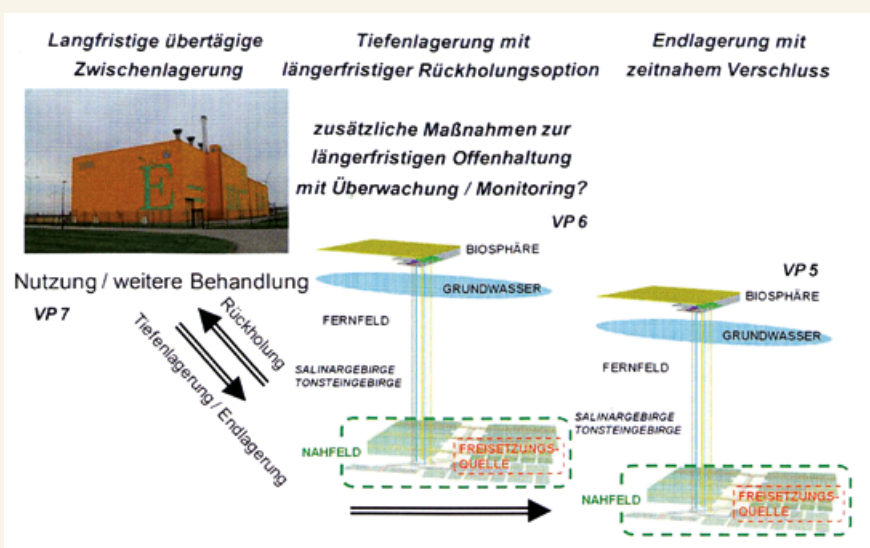 Langfristige übertägige
Zwischenlagerung
Tiefenlagerung mit
längerfristiger Rückholungsoption
Endlagerung mit
zeitnahem Verschluss
zusätzliche Maßnahmen zur
längerfristigen Offenhaltung
mit Überwachung / Monitoring?
VP 6
E
Nutzung / weitere Behandlung
VP 7
Rückholung
Tiefenlagerung / Endlagerung
BIOSPHÄRE
GRUNDWASSER
FERNFELD
SALINARGEBIRGE
TONSTEINGEBIRGE
NAHFELD
FREISETZUNGS-
QUELLE
VP 5
BIOSPHÄRE
GRUNDWASSER
FERNFELD
SALINARGEBIRGE
TONSTEINGEBIRGE
NAHFELD
FREISETZUNGS-
QUELLE